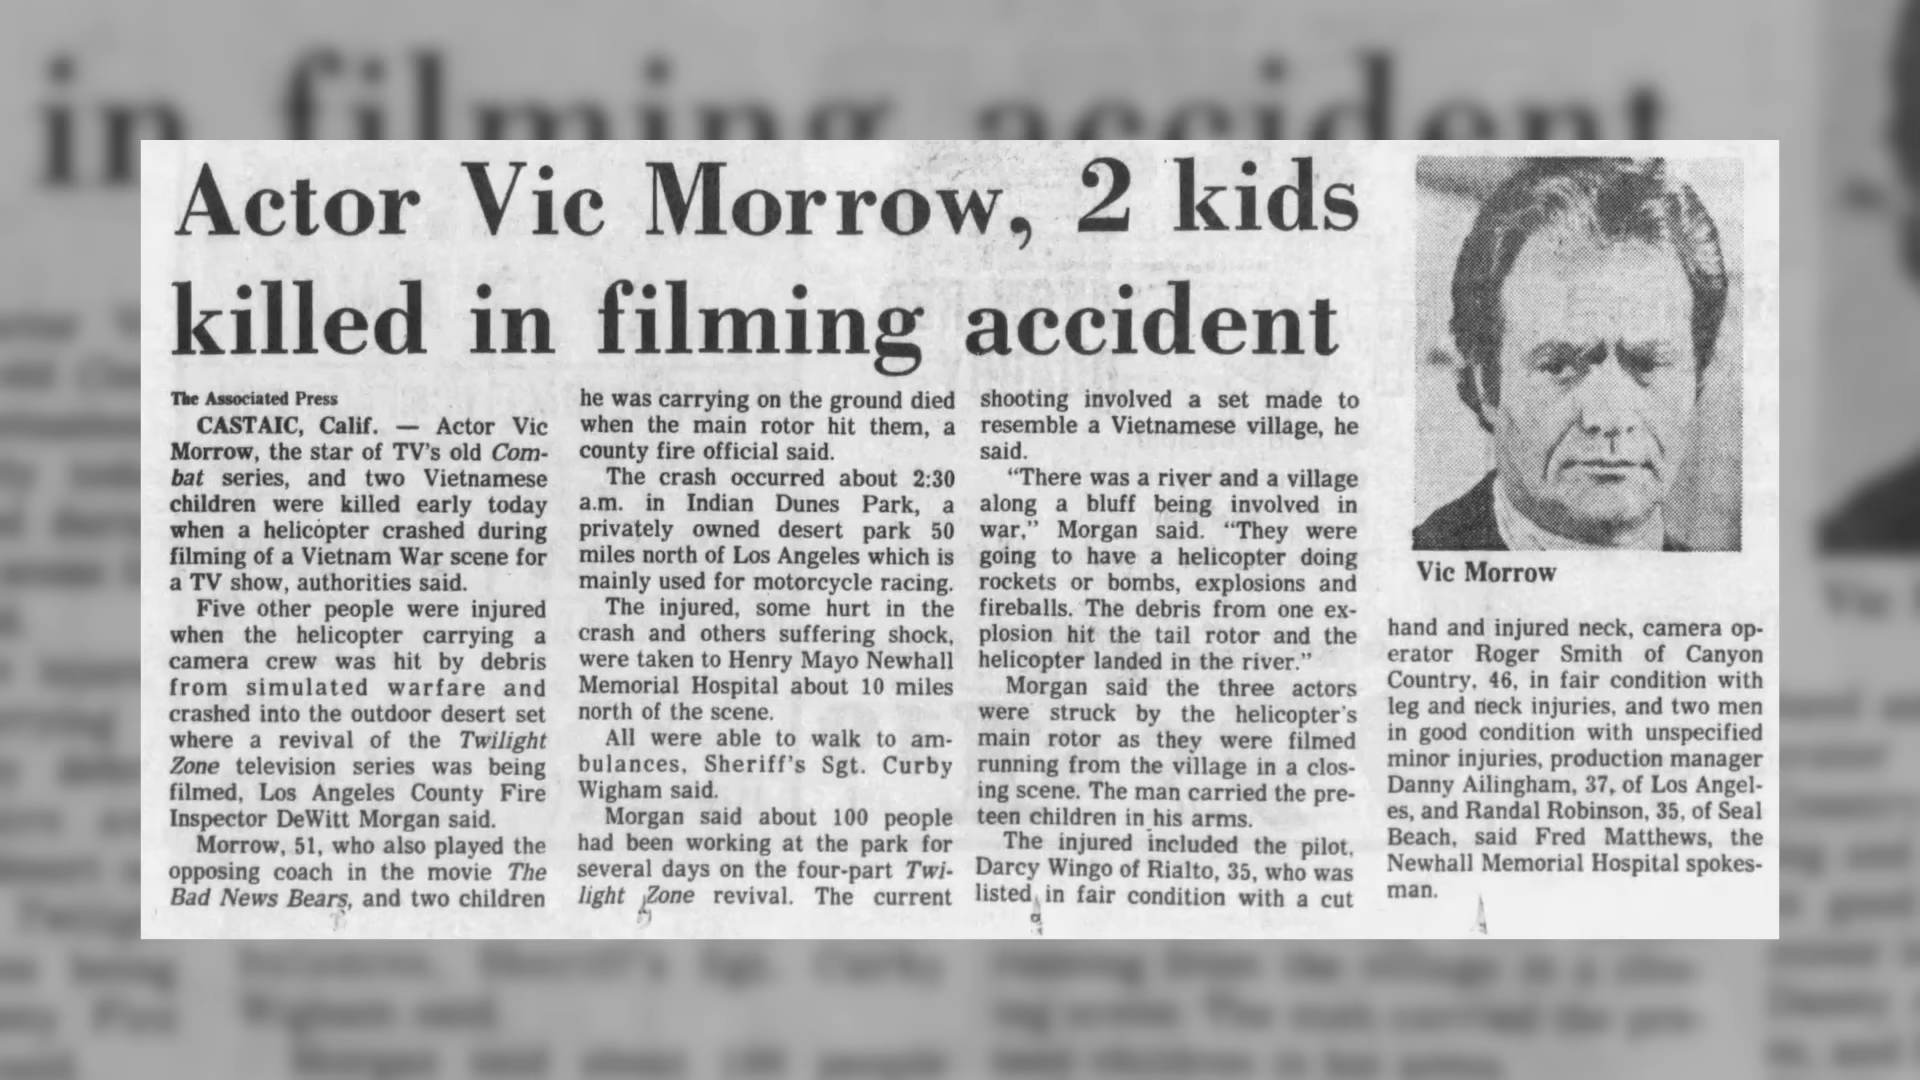 in filming accident
Actor Vic Morrow, 2 kids
killed in filming accident
The Associated Press
CASTAIC, Calif. — Actor Vic
Morrow, the star of TV's old Com-
bat series, and two Vietnamese
children were killed early today
when a helicopter crashed during
filming of a Vietnam War scene for
a TV show, authorities said.
Five other people were injured
when the helicopter carrying a
camera crew was hit by debris
from simulated warfare and
crashed into the outdoor desert set
where a revival of the Twilight
Zone television series was being
filmed, Los Angeles County Fire
Inspector DeWitt Morgan said.
Morrow, 51, who also played the
opposing coach in the movie The
Bad News Bears, and two children
he was carrying on the ground died
when the main rotor hit them, a
county fire official said.
The crash occurred about 2:30
a.m. in Indian Dunes Park, a
privately owned desert park 50
miles north of Los Angeles which is
mainly used for motorcycle racing.
The injured, some hurt in the
crash and others suffering shock,
were taken to Henry Mayo Newhall
Memorial Hospital about 10 miles
north of the scene.
All were able to walk to am-
bulances, Sheriff's Sgt. Curby
Wigham said.
Morgan said about 100 people
had been working at the park for
several days on the four-part Twi-
light Zone revival. The current
shooting involved a set made to
resemble a Vietnamese village, he
said.
"There was a river and a village
along a bluff being involved in
war," Morgan said. "They were
going to have a helicopter doing
rockets or bombs, explosions and
fireballs. The debris from one ex-
plosion hit the tail rotor and the
helicopter landed in the river."
Morgan said the three actors
were struck by the helicopter's
main rotor as they were filmed
running from the village in a clos-
ing scene. The man carried the pre-
teen children in his arms.
The injured included the pilot,
Darcy Wingo of Rialto, 35, who was
listed in fair condition with a cut
Vic Morrow
hand and injured neck, camera op-
erator Roger Smith of Canyon
Country, 46, in fair condition with
leg and neck injuries, and two men
in good condition with unspecified
minor injuries, production manager
Danny Ailingham, 37, of Los Angel-
es, and Randal Robinson, 35, of Seal
Beach, said Fred Matthews, the
Newhall Memorial Hospital spokes-
man.